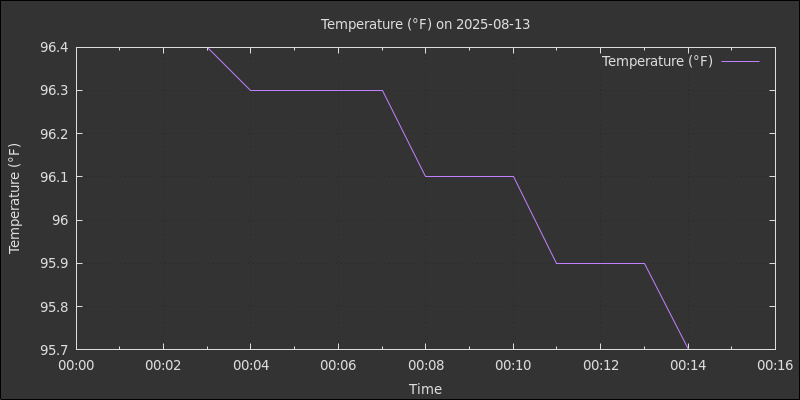 Temperature (°F) on 2025-08-13
Temperature (°F)
96.4
96.3
96.2
96.1
96
95.9
95.8
95.7
Temperature (°F)
00:00 00:02 00:04 00:06 00:08 00:10 00:12 00:14 00:16
Time